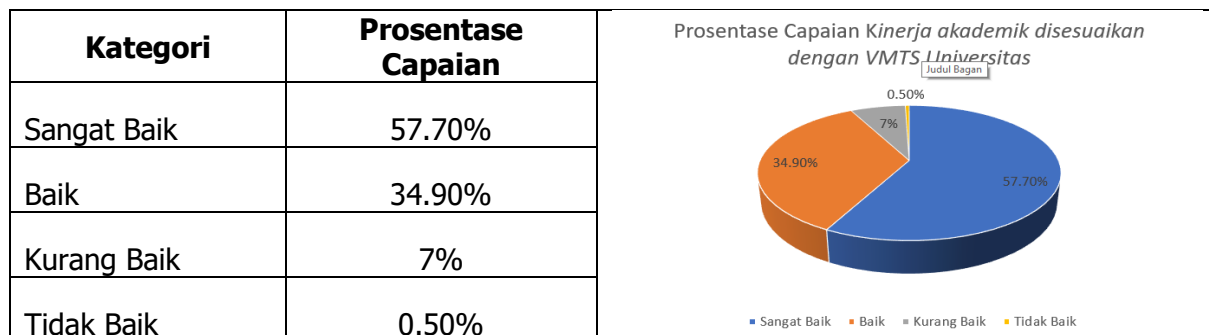 Kategori
Prosentase
Capaian
Sangat Baik
57.70%
Baik
34.90%
Kurang Baik
7%
Tidak Baik
0.50%
Prosentase Capaian Kinerja akademik disesuaikan
dengan VMTS Universitas
Judul Bagan
0.50%
7%
34.90%
57.70%
Sangat Baik
Baik
Kurang Baik
Tidak Baik